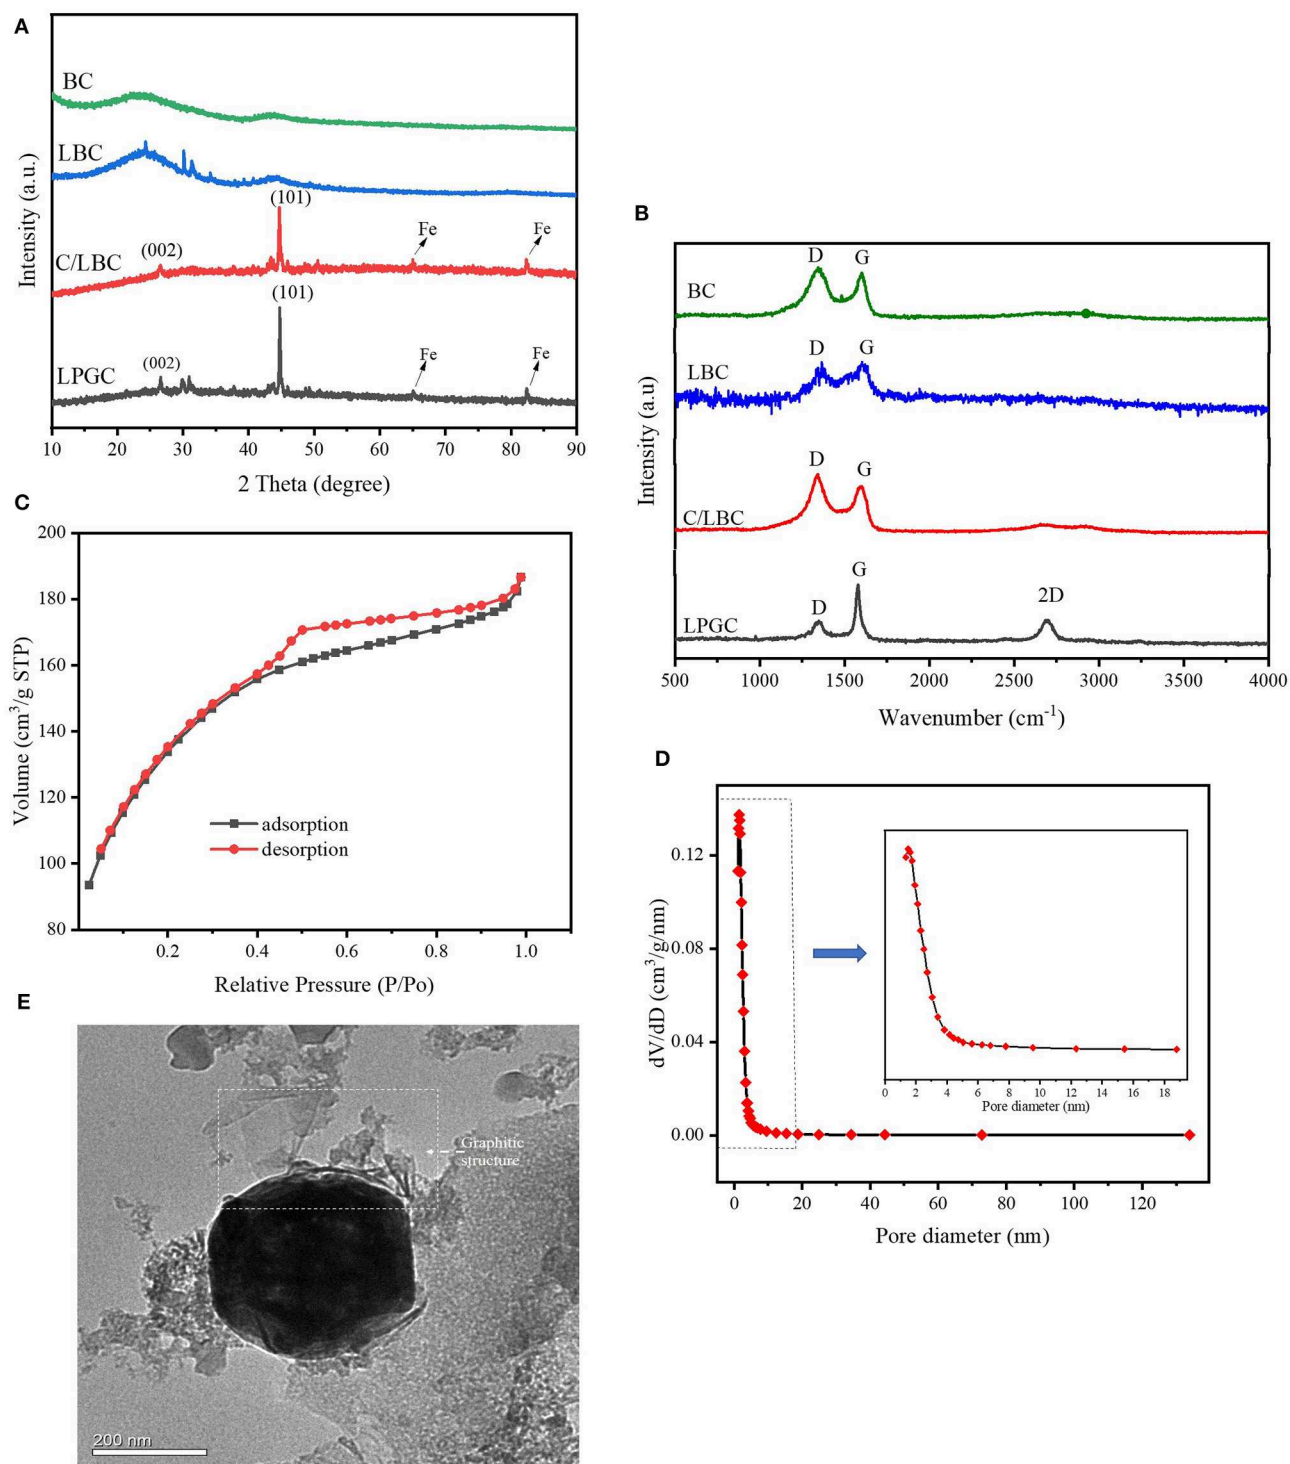 A
BC
LBC
(101)
(002)
Fe
Fe
C/LBC
(101)
(002)
Fe
Fe
LPGC
Intensity (a.u.)
10 20 30 40 50 60 70 80 90
2 Theta (degree)
B
D G
BC
D G
LBC
D G
C/LBC
G
D
2D
LPGC
Intensity (a.u)
500 1000 1500 2000 2500 3000 3500 4000
Wavenumber (cm-1)
C
200
180
160
140
120
100
80
Volume (cm3/g STP)
adsorption
desorption
0.2 0.4 0.6 0.8 1.0
Relative Pressure (P/Po)
D
0.12
0.08
0.04
0.00
dV/dD (cm3/g/nm)
0 2 4 6 8 10 12 14 16 18
Pore diameter (nm)
0 20 40 60 80 100 120
Pore diameter (nm)
E
Graphitic
structure
200 nm